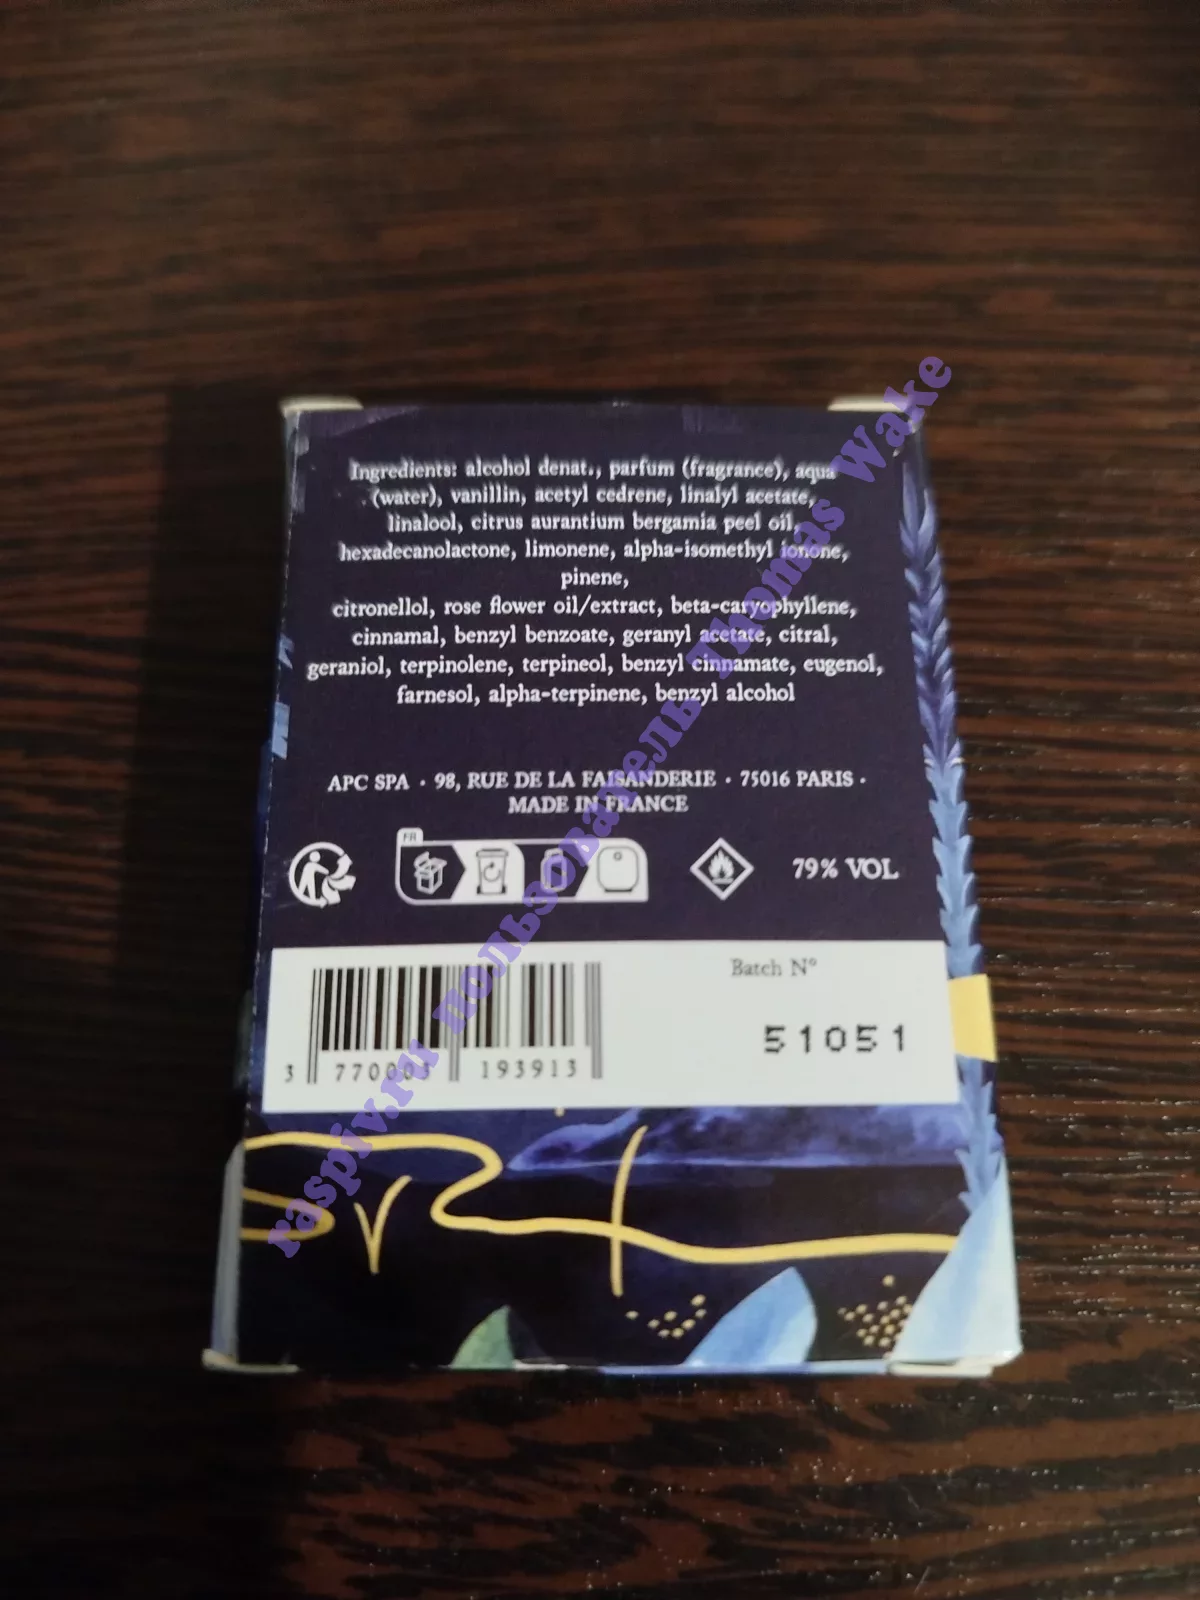 Ingredients: alcohol denat., parfum (fragrance), aqua
(water), vanillin, acetyl cedrene, linalyl acetate,
linalool, citrus aurantium bergamia peel oil,
hexadecanolactone, limonene, alpha-isomethyl ionone,
pinene,
citronellol, rose flower oil/extract, beta-caryophyllene,
cinnamal, benzyl benzoate, geranyl acetate, citral,
geraniol, terpinolene, terpineol, benzyl cinnamate, eugenol,
farnesol, alpha-terpinene, benzyl alcohol
APC SPA · 98, RUE DE LA FAISANDERIE · 75016 PARIS ·
MADE IN FRANCE
FR
79% VOL
Batch N°
51051
3 770003 193913
raspiv.ru пользователь Thomas Wake